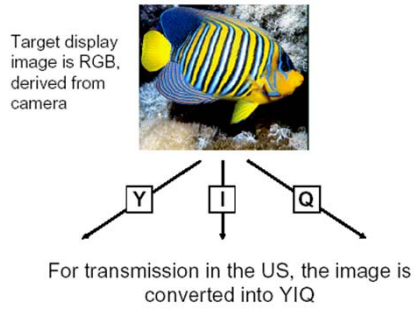 Target display
image is RGB,
derived from
camera
Y I Q
For transmission in the US, the image is
converted into YIQ